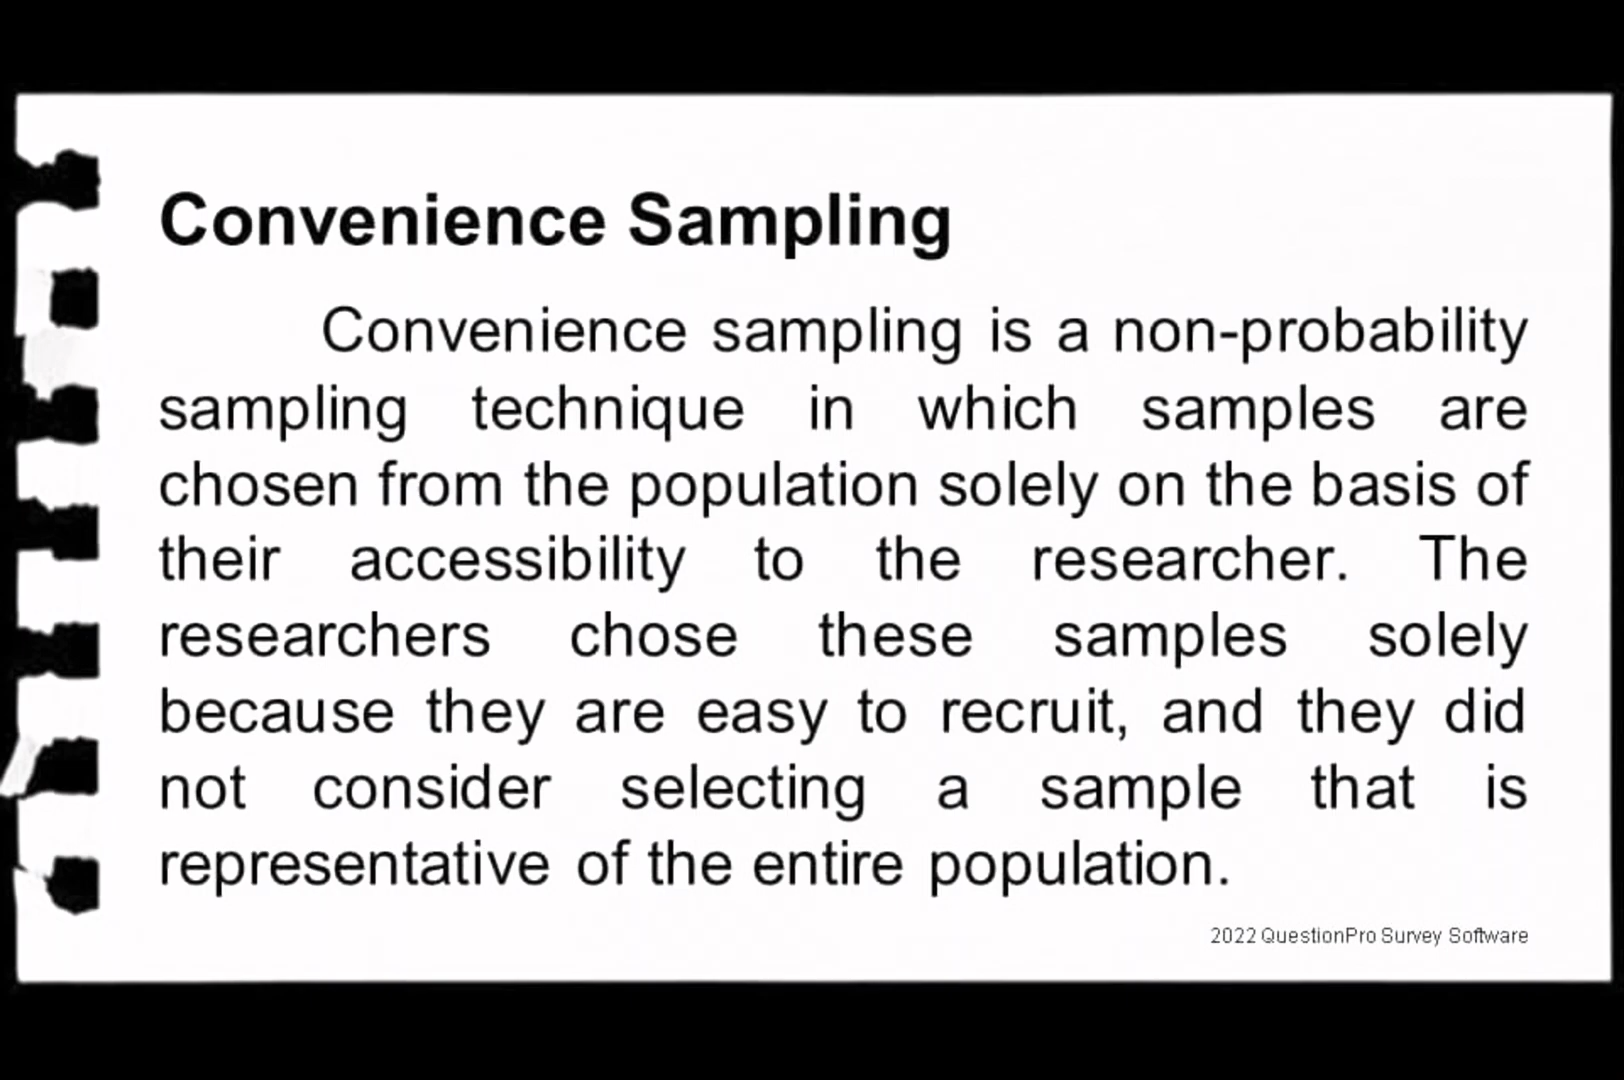 Convenience Sampling
Convenience sampling is a non-probability
sampling technique in which samples are
chosen from the population solely on the basis of
their accessibility to the researcher. The
researchers chose these samples solely
because they are easy to recruit, and they did
not consider selecting a sample that is
representative of the entire population.
2022 QuestionPro Survey Software